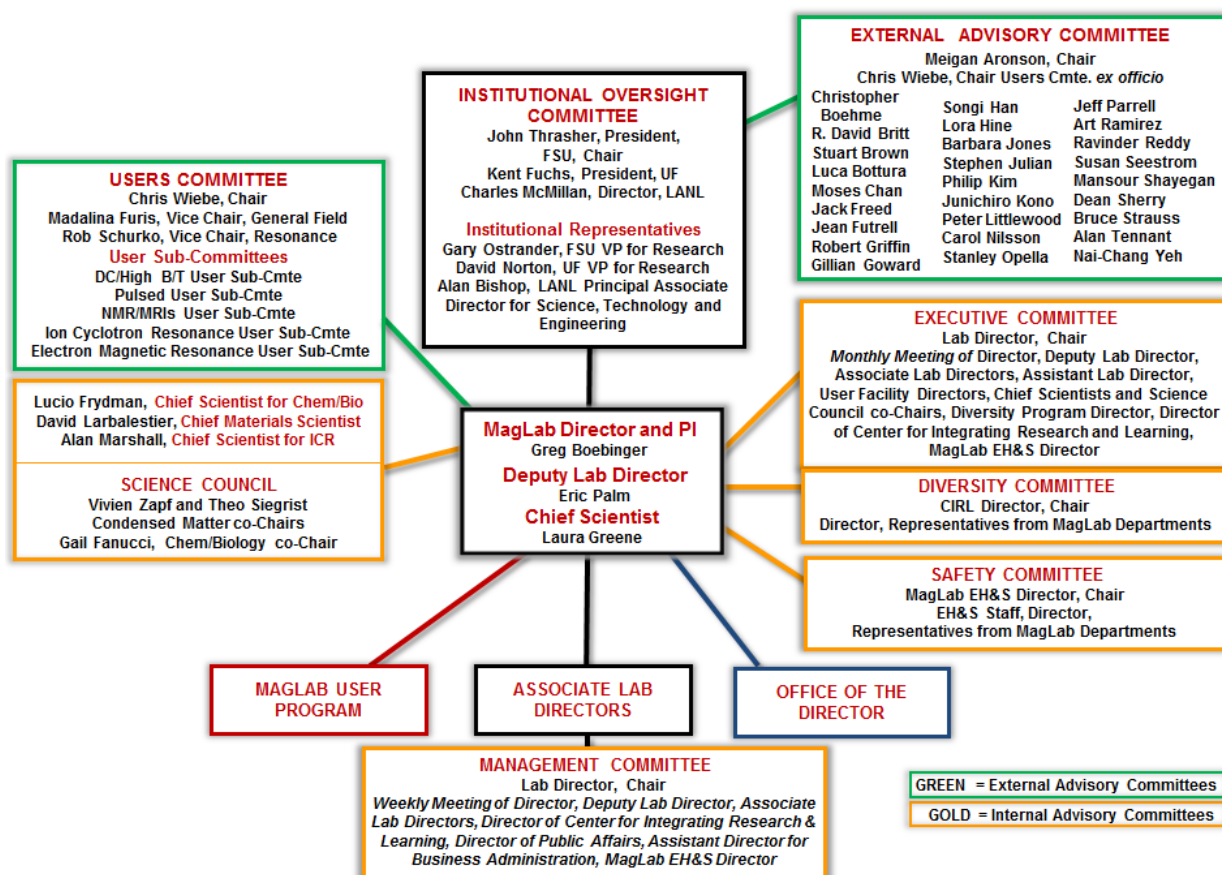 EXTERNAL ADVISORY COMMITTEE
Meigan Aronson, Chair
Chris Wiebe, Chair Users Cmte. ex officio
Christopher
Boehme
R. David Britt
Stuart Brown
Luca Bottura
Moses Chan
Jack Freed
Jean Futrell
Robert Griffin
Gillian Goward
Songi Han
Lora Hine
Barbara Jones
Stephen Julian
Philip Kim
Junichiro Kono
Peter Littlewood
Carol Nilsson
Stanley Opella
Jeff Parrell
Art Ramirez
Ravinder Reddy
Susan Seestrom
Mansour Shayegan
Dean Sherry
Bruce Strauss
Alan Tennant
Nai-Chang Yeh
INSTITUTIONAL OVERSIGHT
COMMITTEE
John Thrasher, President,
FSU, Chair
Kent Fuchs, President, UF
Charles McMillan, Director, LANL
Institutional Representatives
Gary Ostrander, FSU VP for Research
David Norton, UF VP for Research
Alan Bishop, LANL Principal Associate
Director for Science, Technology and
Engineering
USERS COMMITTEE
Chris Wiebe, Chair
Madalina Furis, Vice Chair, General Field
Rob Schurko, Vice Chair, Resonance
User Sub-Committees
DC/High B/T User Sub-Cmte
Pulsed User Sub-Cmte
NMR/MRIs User Sub-Cmte
Ion Cyclotron Resonance User Sub-Cmte
Electron Magnetic Resonance User Sub-Cmte
Lucio Frydman, Chief Scientist for Chem/Bio
David Larbalestier, Chief Materials Scientist
Alan Marshall, Chief Scientist for ICR
SCIENCE COUNCIL
Vivien Zapf and Theo Siegrist
Condensed Matter co-Chairs
Gail Fanucci, Chem/Biology co-Chair
MagLab Director and PI
Greg Boebinger
Deputy Lab Director
Eric Palm
Chief Scientist
Laura Greene
EXECUTIVE COMMITTEE
Lab Director, Chair
Monthly Meeting of Director, Deputy Lab Director,
Associate Lab Directors, Assistant Lab Director,
User Facility Directors, Chief Scientists and Science
Council co-Chairs, Diversity Program Director, Director
of Center for Integrating Research and Learning,
MagLab EH&S Director
DIVERSITY COMMITTEE
CIRL Director, Chair
Director, Representatives from MagLab Departments
SAFETY COMMITTEE
MagLab EH&S Director, Chair
EH&S Staff, Director,
Representatives from MagLab Departments
MAGLAB USER
PROGRAM
ASSOCIATE LAB
DIRECTORS
OFFICE OF THE
DIRECTOR
MANAGEMENT COMMITTEE
Lab Director, Chair
Weekly Meeting of Director, Deputy Lab Director, Associate
Lab Directors, Director of Center for Integrating Research &
Learning, Director of Public Affairs, Assistant Director for
Business Administration, MagLab EH&S Director
GREEN = External Advisory Committees
GOLD = Internal Advisory Committees